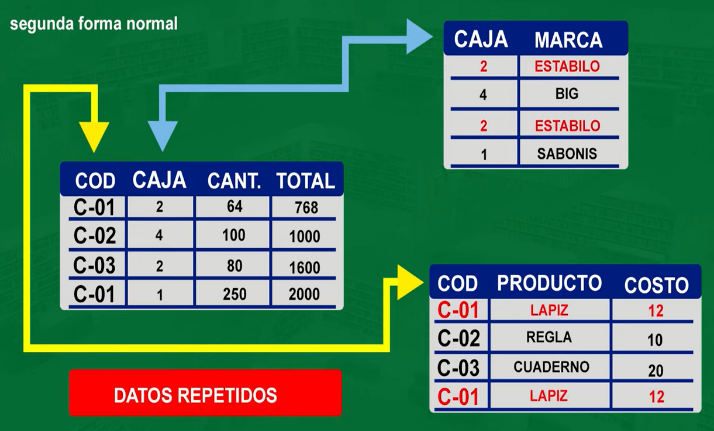 segunda forma normal
CAJA MARCA
2 ESTABILO
4 BIG
2 ESTABILO
1 SABONIS
COD CAJA CANT. TOTAL
C-01 2 64 768
C-02 4 100 1000
C-03 2 80 1600
C-01 1 250 2000
COD PRODUCTO COSTO
C-01 LAPIZ 12
C-02 REGLA 10
C-03 CUADERNO 20
C-01 LAPIZ 12
DATOS REPETIDOS